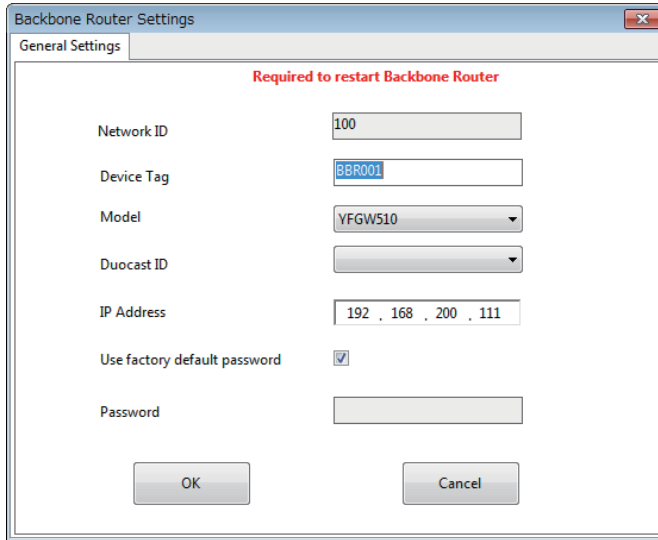 Backbone Router Settings
General Settings
Required to restart Backbone Router
Network ID 100
Device Tag BBR001
Model YFGW510
Duocast ID
IP Address 192 . 168 . 200 . 111
Use factory default password
Password
OK Cancel